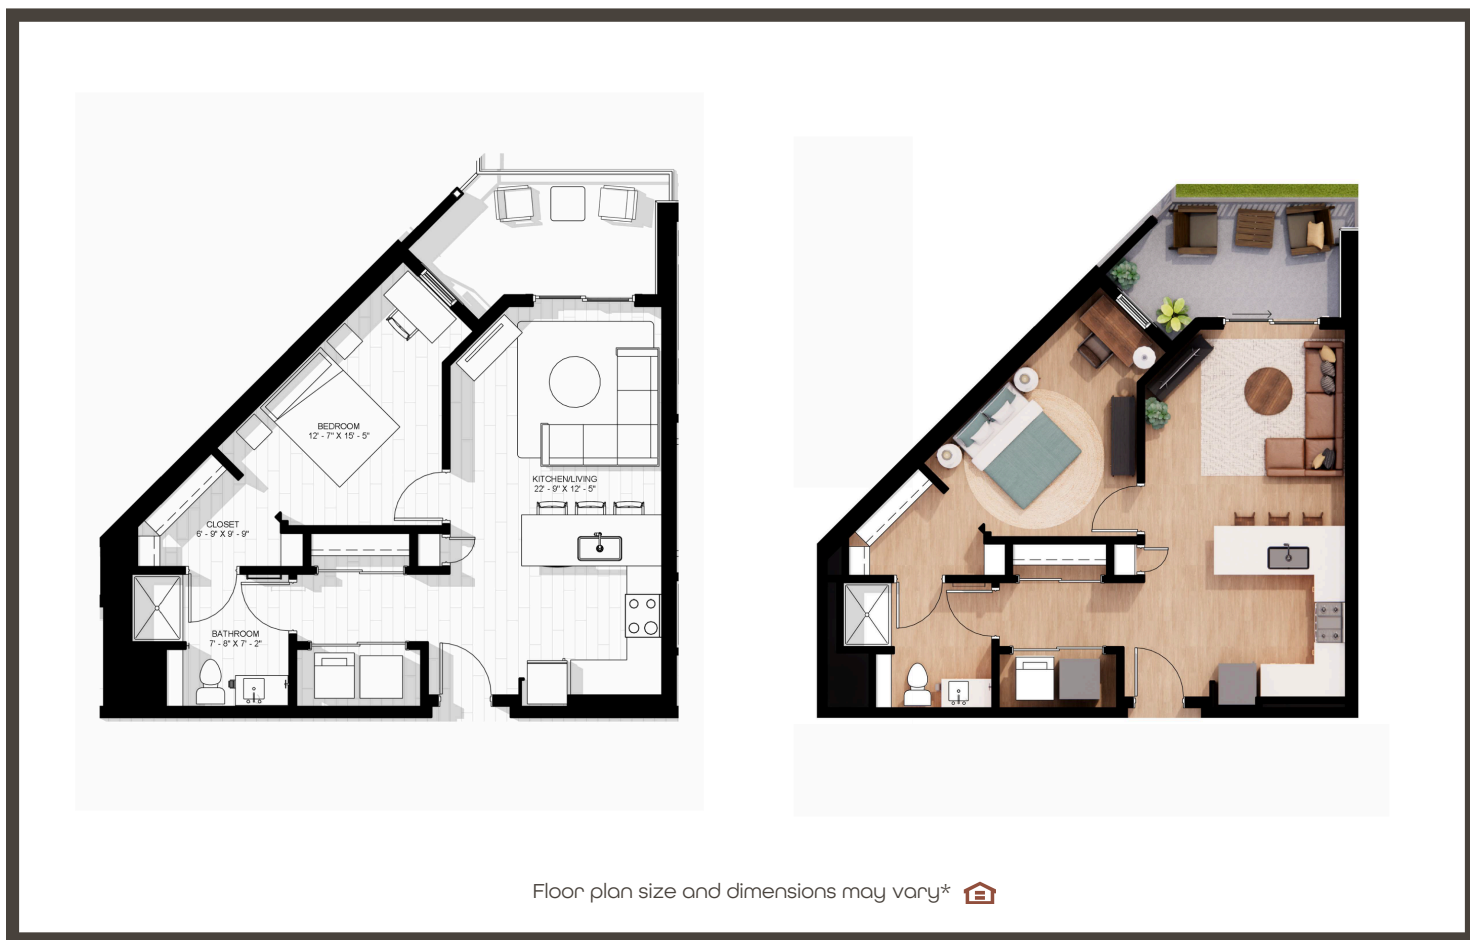 BEDROOM
12' - 7" X 15' - 5"
KITCHEN/LIVING
22' - 9" X 12' - 5"
CLOSET
6' - 9" X 9' - 9"
BATHROOM
7' - 8" X 7' - 2"
Floor plan size and dimensions may vary*